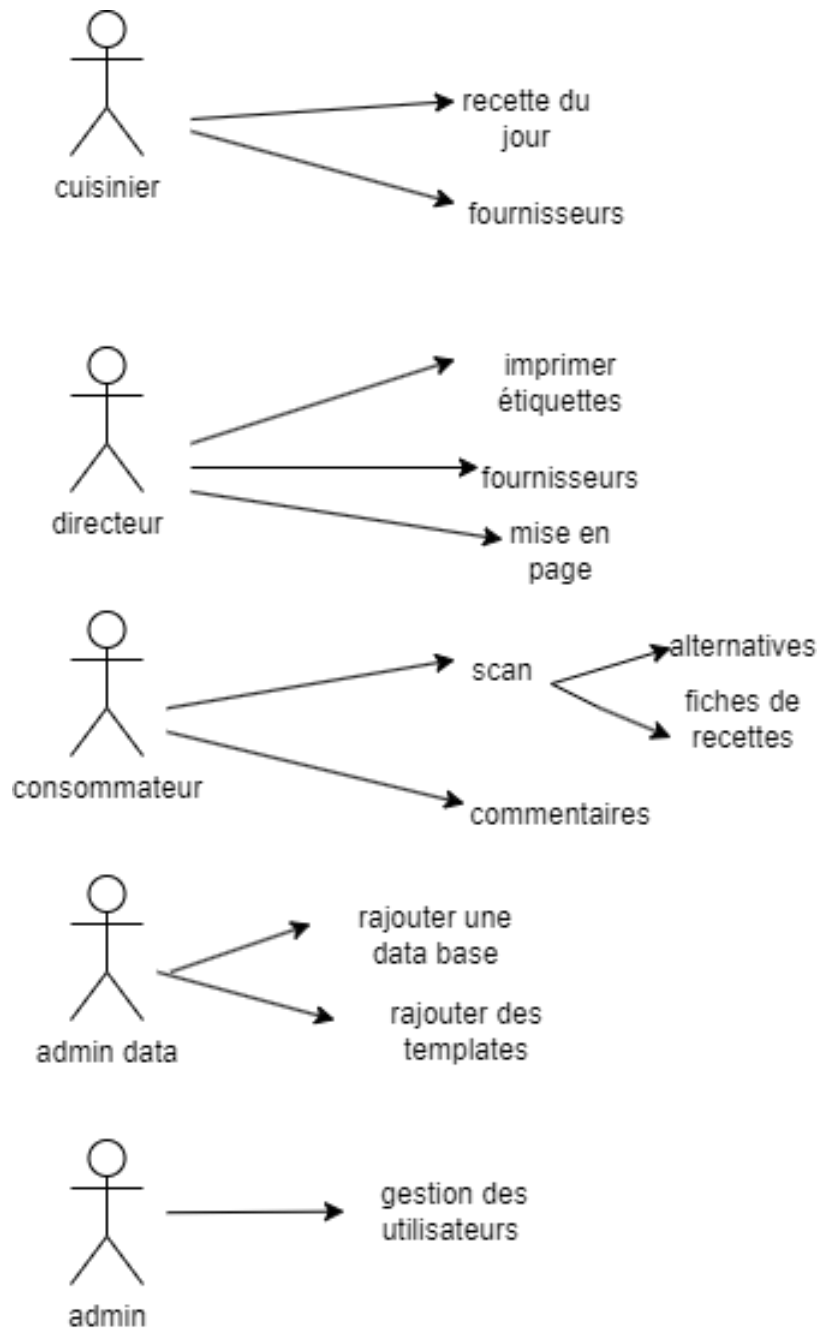 recette du
jour
cuisinier
fournisseurs
imprimer
étiquettes
fournisseurs
directeur
mise en
page
alternatives
scan
fiches de
recettes
consommateur
commentaires
rajouter une
data base
rajouter des
templates
admin data
gestion des
utilisateurs
admin